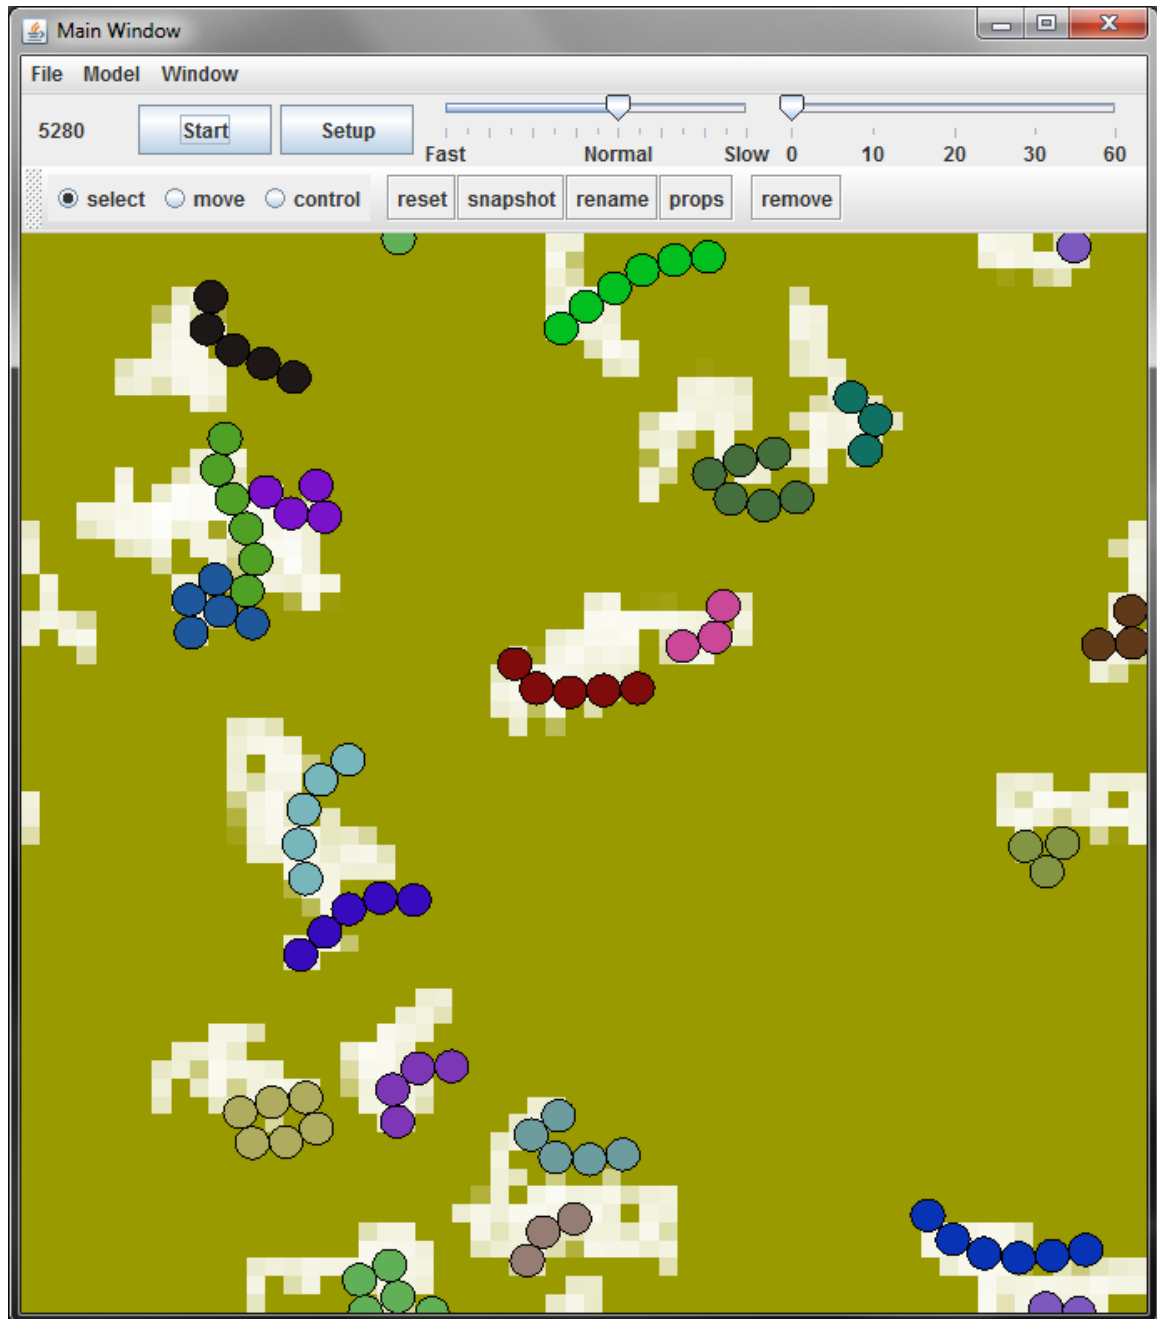 Main Window
File Model Window
5280 Start Setup
Fast Normal Slow 0 10 20 30 60
select move control reset snapshot rename props remove